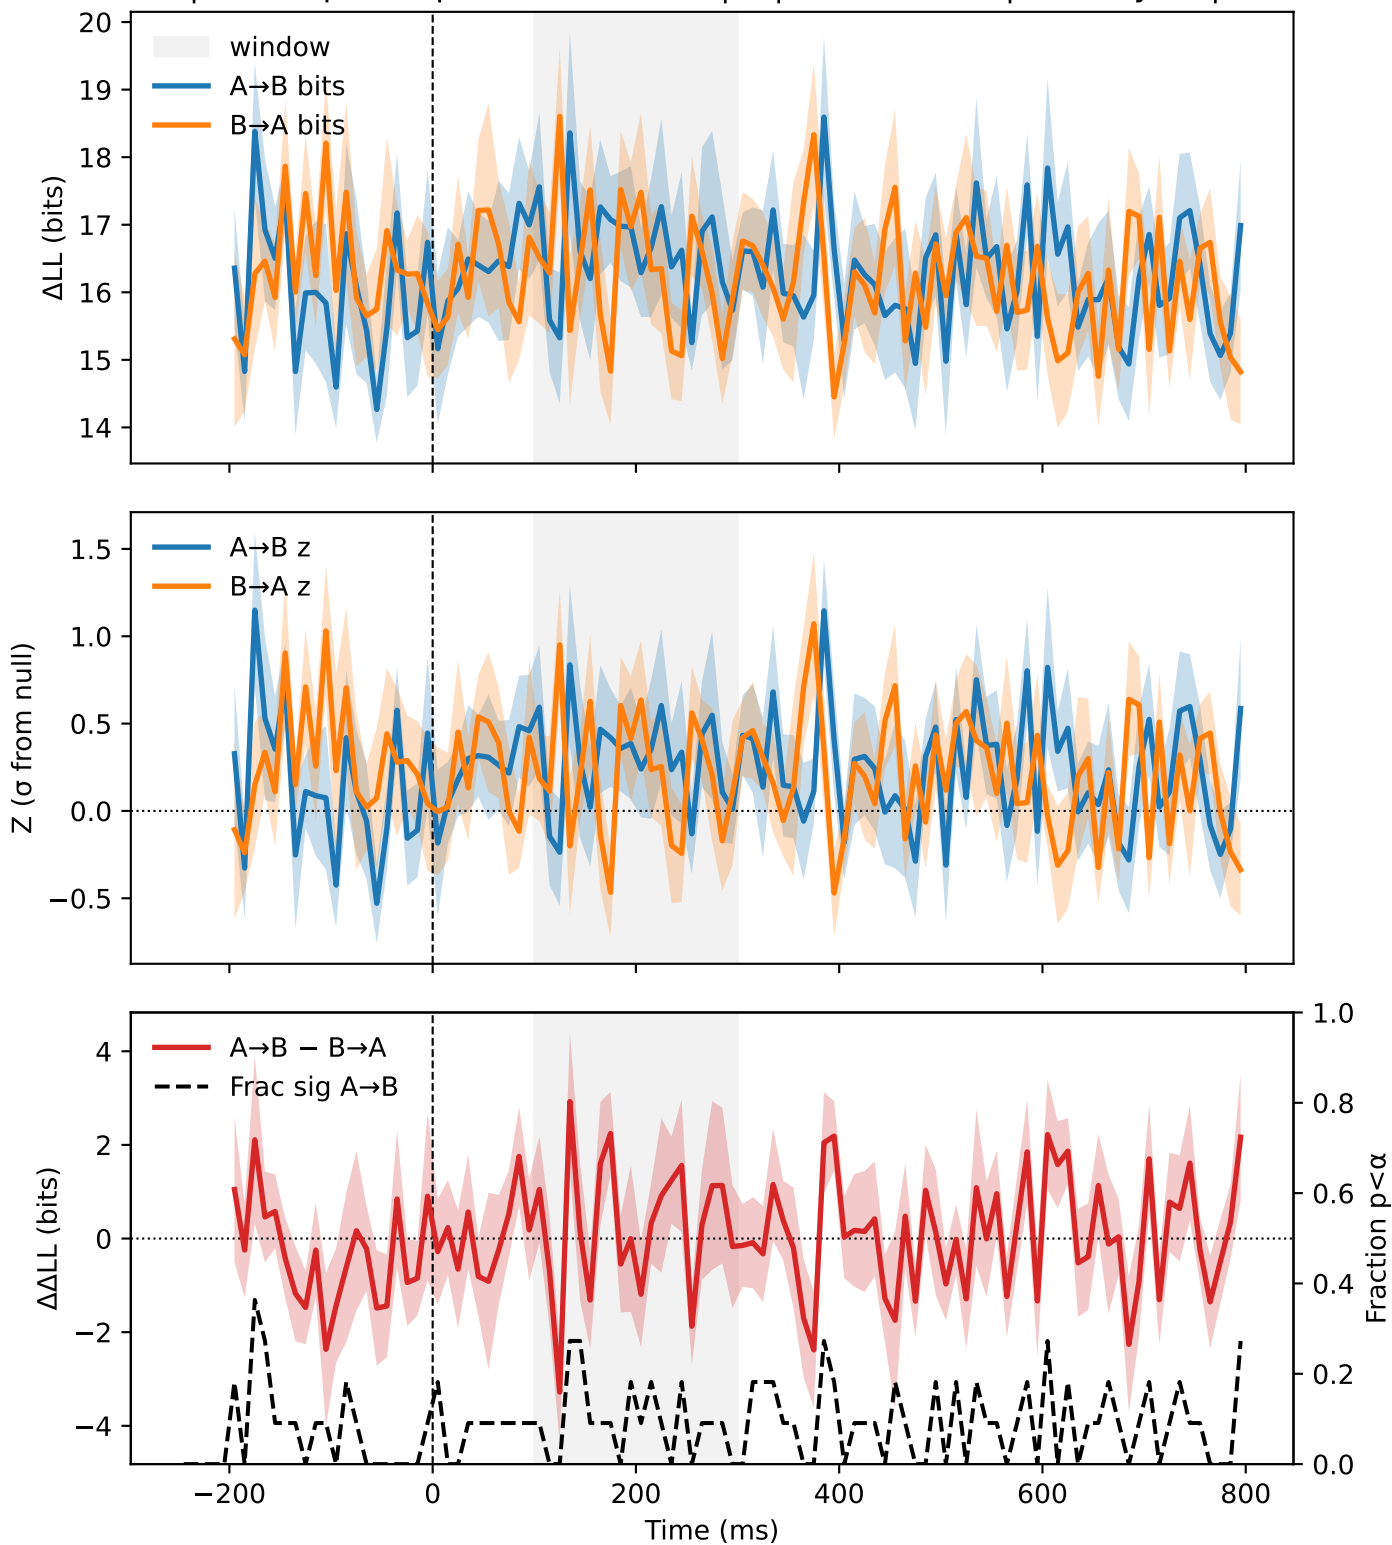 20
19
18
17
16
15
14
ΔLL (bits)
window
A→B bits
B→A bits
1.5
1.0
0.5
0.0
−0.5
Z (σ from null)
A→B z
B→A z
4
2
0
−2
−4
ΔΔLL (bits)
A→B − B→A
Frac sig A→B
1.0
0.8
0.6
0.4
0.2
0.0
Fraction p<α
−200 0 200 400 600 800
Time (ms)